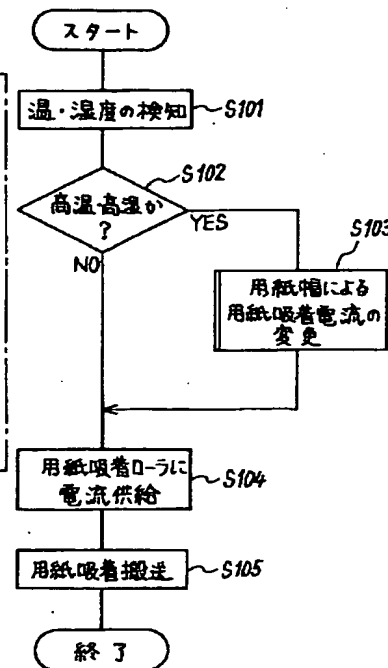 スタート
温・湿度の検知
S101
高温高湿か
?
S102
YES
NO
用紙幅による
用紙吸着電流の
変更
S103
用紙吸着ローラに
電流供給
S104
用紙吸着搬送
S105
終了